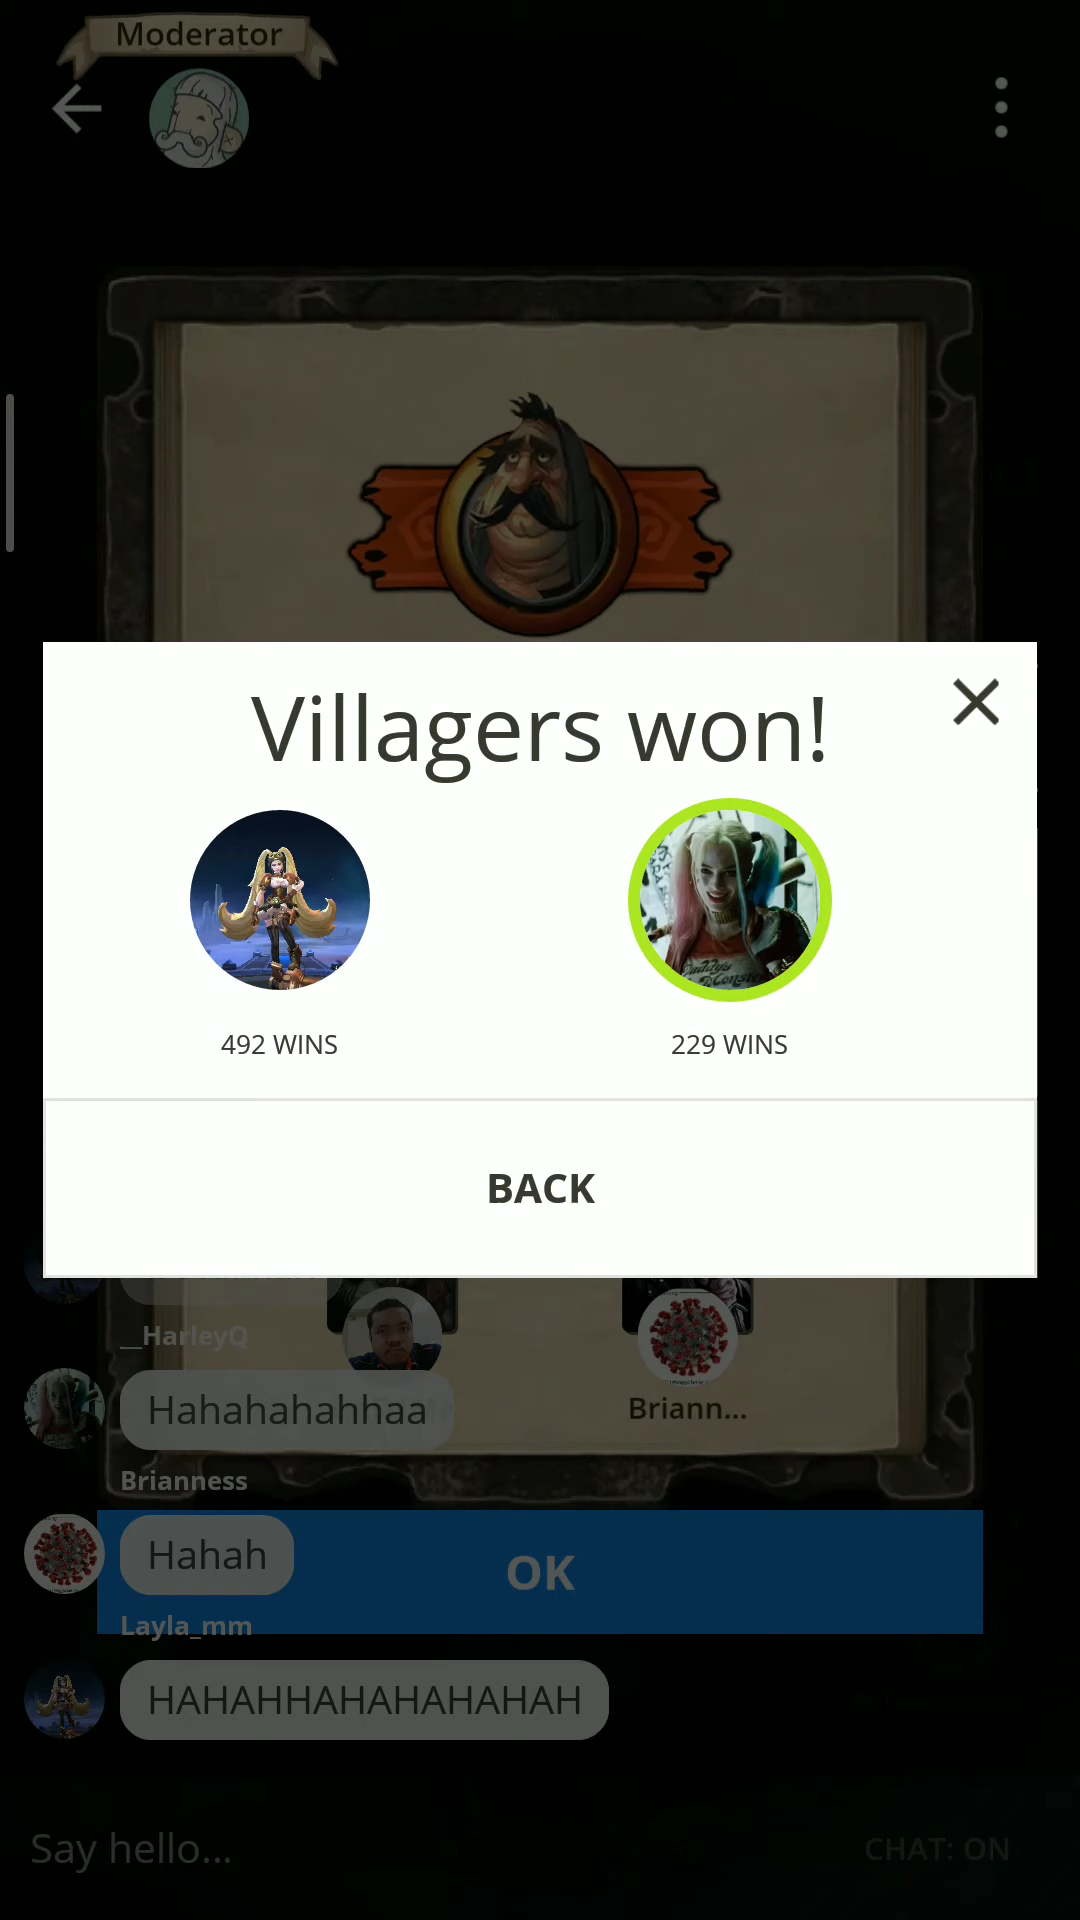 Moderator
Villagers won!
492 WINS
229 WINS
BACK
__HarleyQ
Hahahahahhaa
Briann...
Brianness
Hahah
OK
Layla_mm
HAHAHHAHAHAHAHAH
Say hello...
CHAT: ON